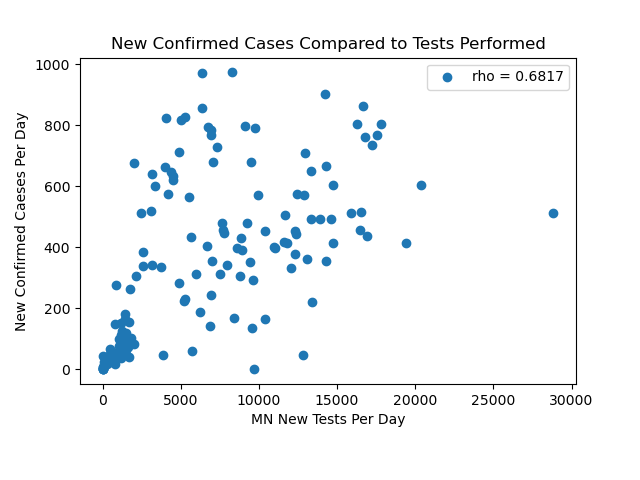 New Confirmed Cases Compared to Tests Performed
rho = 0.6817
New Confirmed Caeses Per Day
1000
800
600
400
200
0
0 5000 10000 15000 20000 25000 30000
MN New Tests Per Day